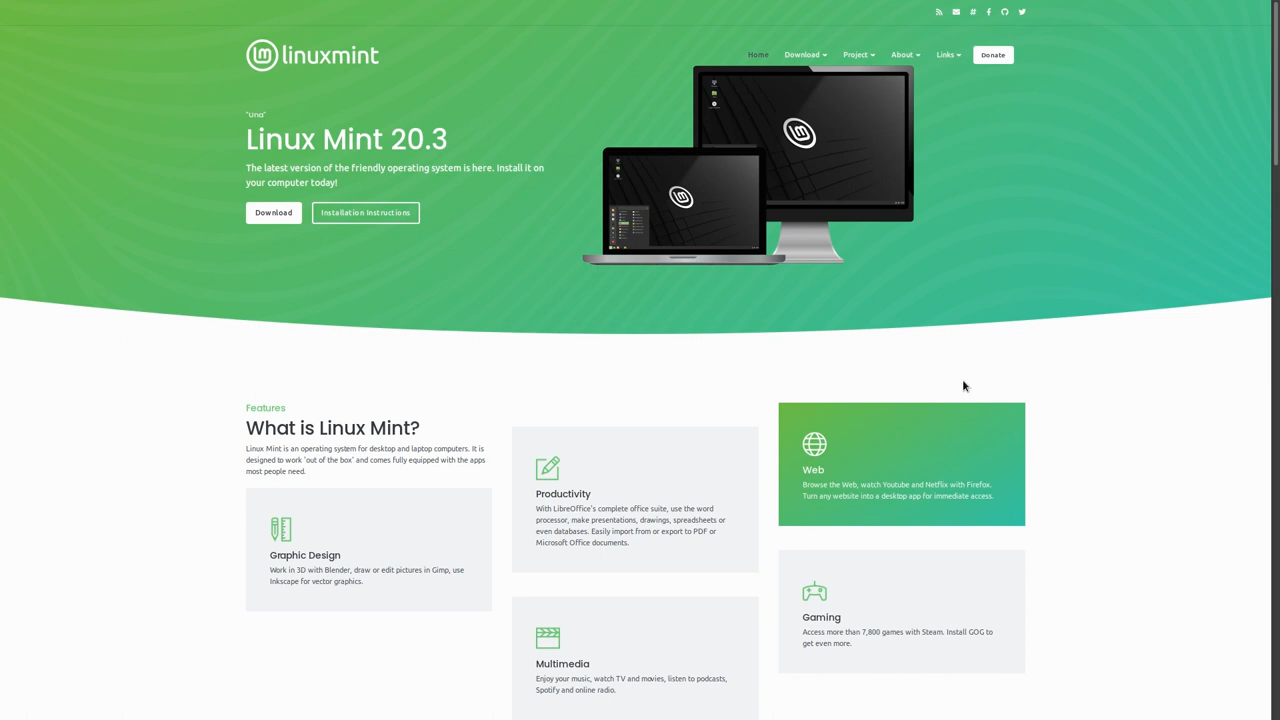 linuxmint
Home
Download
Project
About
Links
Donate
"Una"
Linux Mint 20.3
The latest version of the friendly operating system is here. Install it on
your computer today!
Download
Installation Instructions
Features
What is Linux Mint?
Linux Mint is an operating system for desktop and laptop computers. It is
designed to work 'out of the box' and comes fully equipped with the apps
most people need.
Graphic Design
Work in 3D with Blender, draw or edit pictures in Gimp, use
Inkscape for vector graphics.
Productivity
With LibreOffice's complete office suite, use the word
processor, make presentations, drawings, spreadsheets or
even databases. Easily import from or export to PDF or
Microsoft Office documents.
Multimedia
Enjoy your music, watch TV and movies, listen to podcasts,
Spotify and online radio.
Web
Browse the Web, watch Youtube and Netflix with Firefox.
Turn any website into a desktop app for immediate access.
Gaming
Access more than 7,800 games with Steam. Install GOG to
get even more.